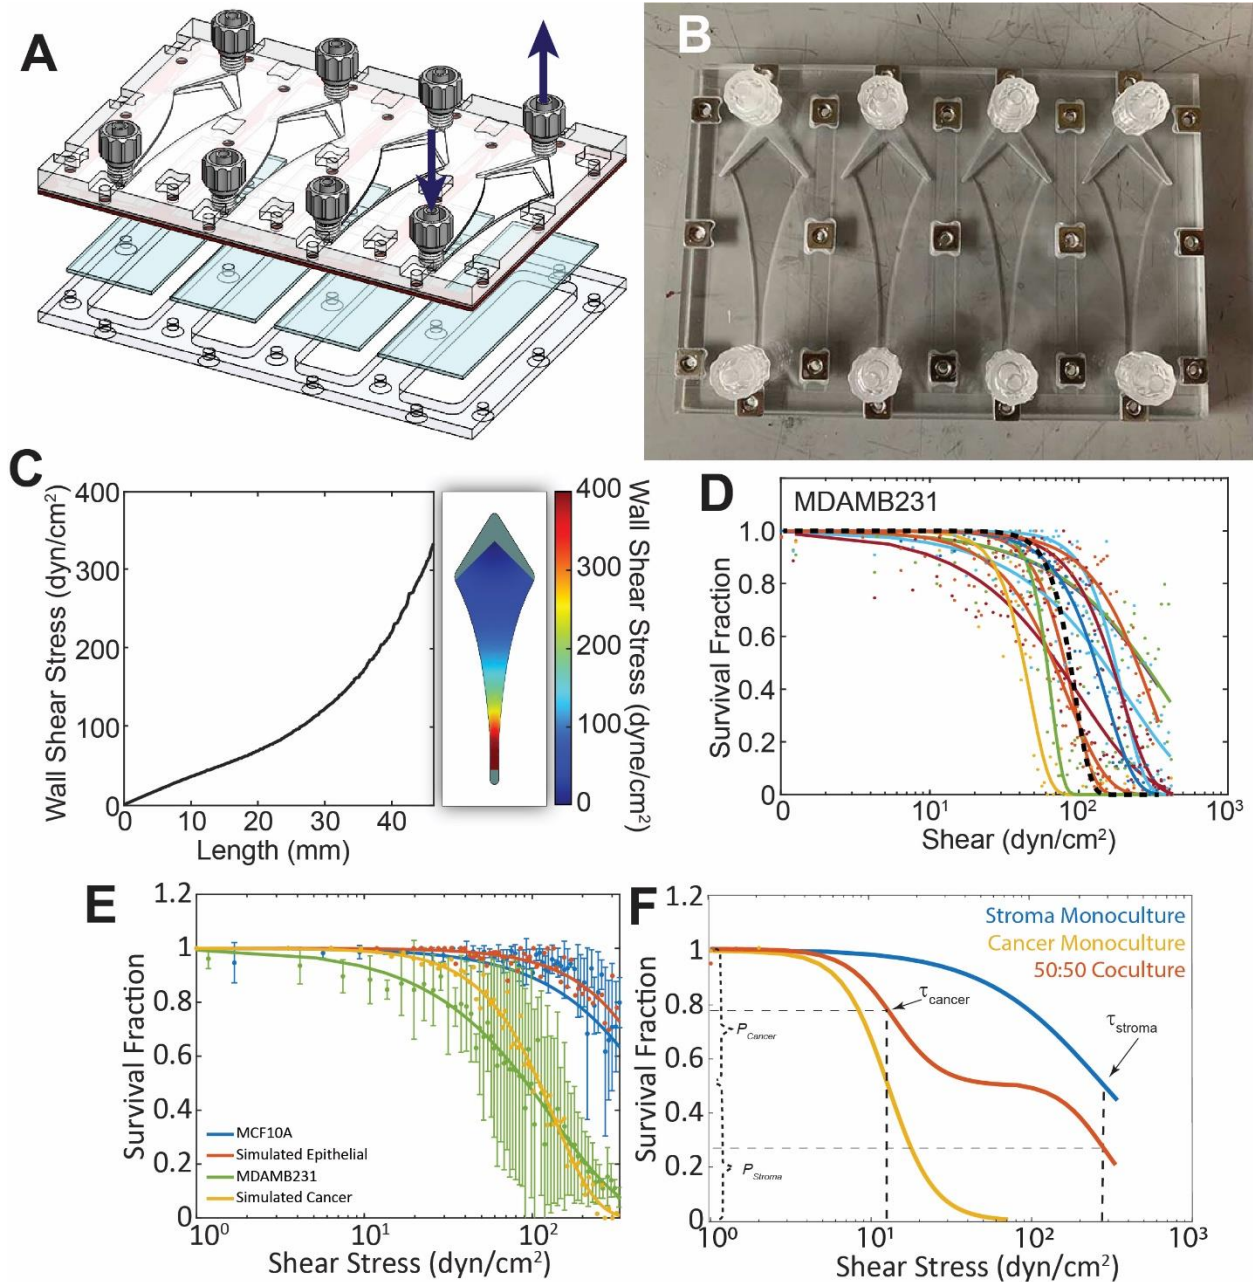 A
B
C
Wall Shear Stress (dyn/cm²)
400
300
200
100
0
0
10
20
30
40
Length (mm)
400
300
200
100
0
Wall Shear Stress (dyne/cm²)
D
MDAMB231
Survival Fraction
1.0
0.8
0.6
0.4
0.2
0
0
10¹
10²
10³
Shear (dyn/cm²)
E
Survival Fraction
1.2
1
0.8
0.6
0.4
0.2
0
MCF10A
Simulated Epithelial
MDAMB231
Simulated Cancer
10⁰
10¹
10²
Shear Stress (dyn/cm²)
F
Survival Fraction
1.2
1
0.8
0.6
0.4
0.2
0
Stroma Monoculture
Cancer Monoculture
50:50 Coculture
τcancer
τstroma
PCancer
PStroma
10⁰
10¹
10²
10³
Shear Stress (dyn/cm²)